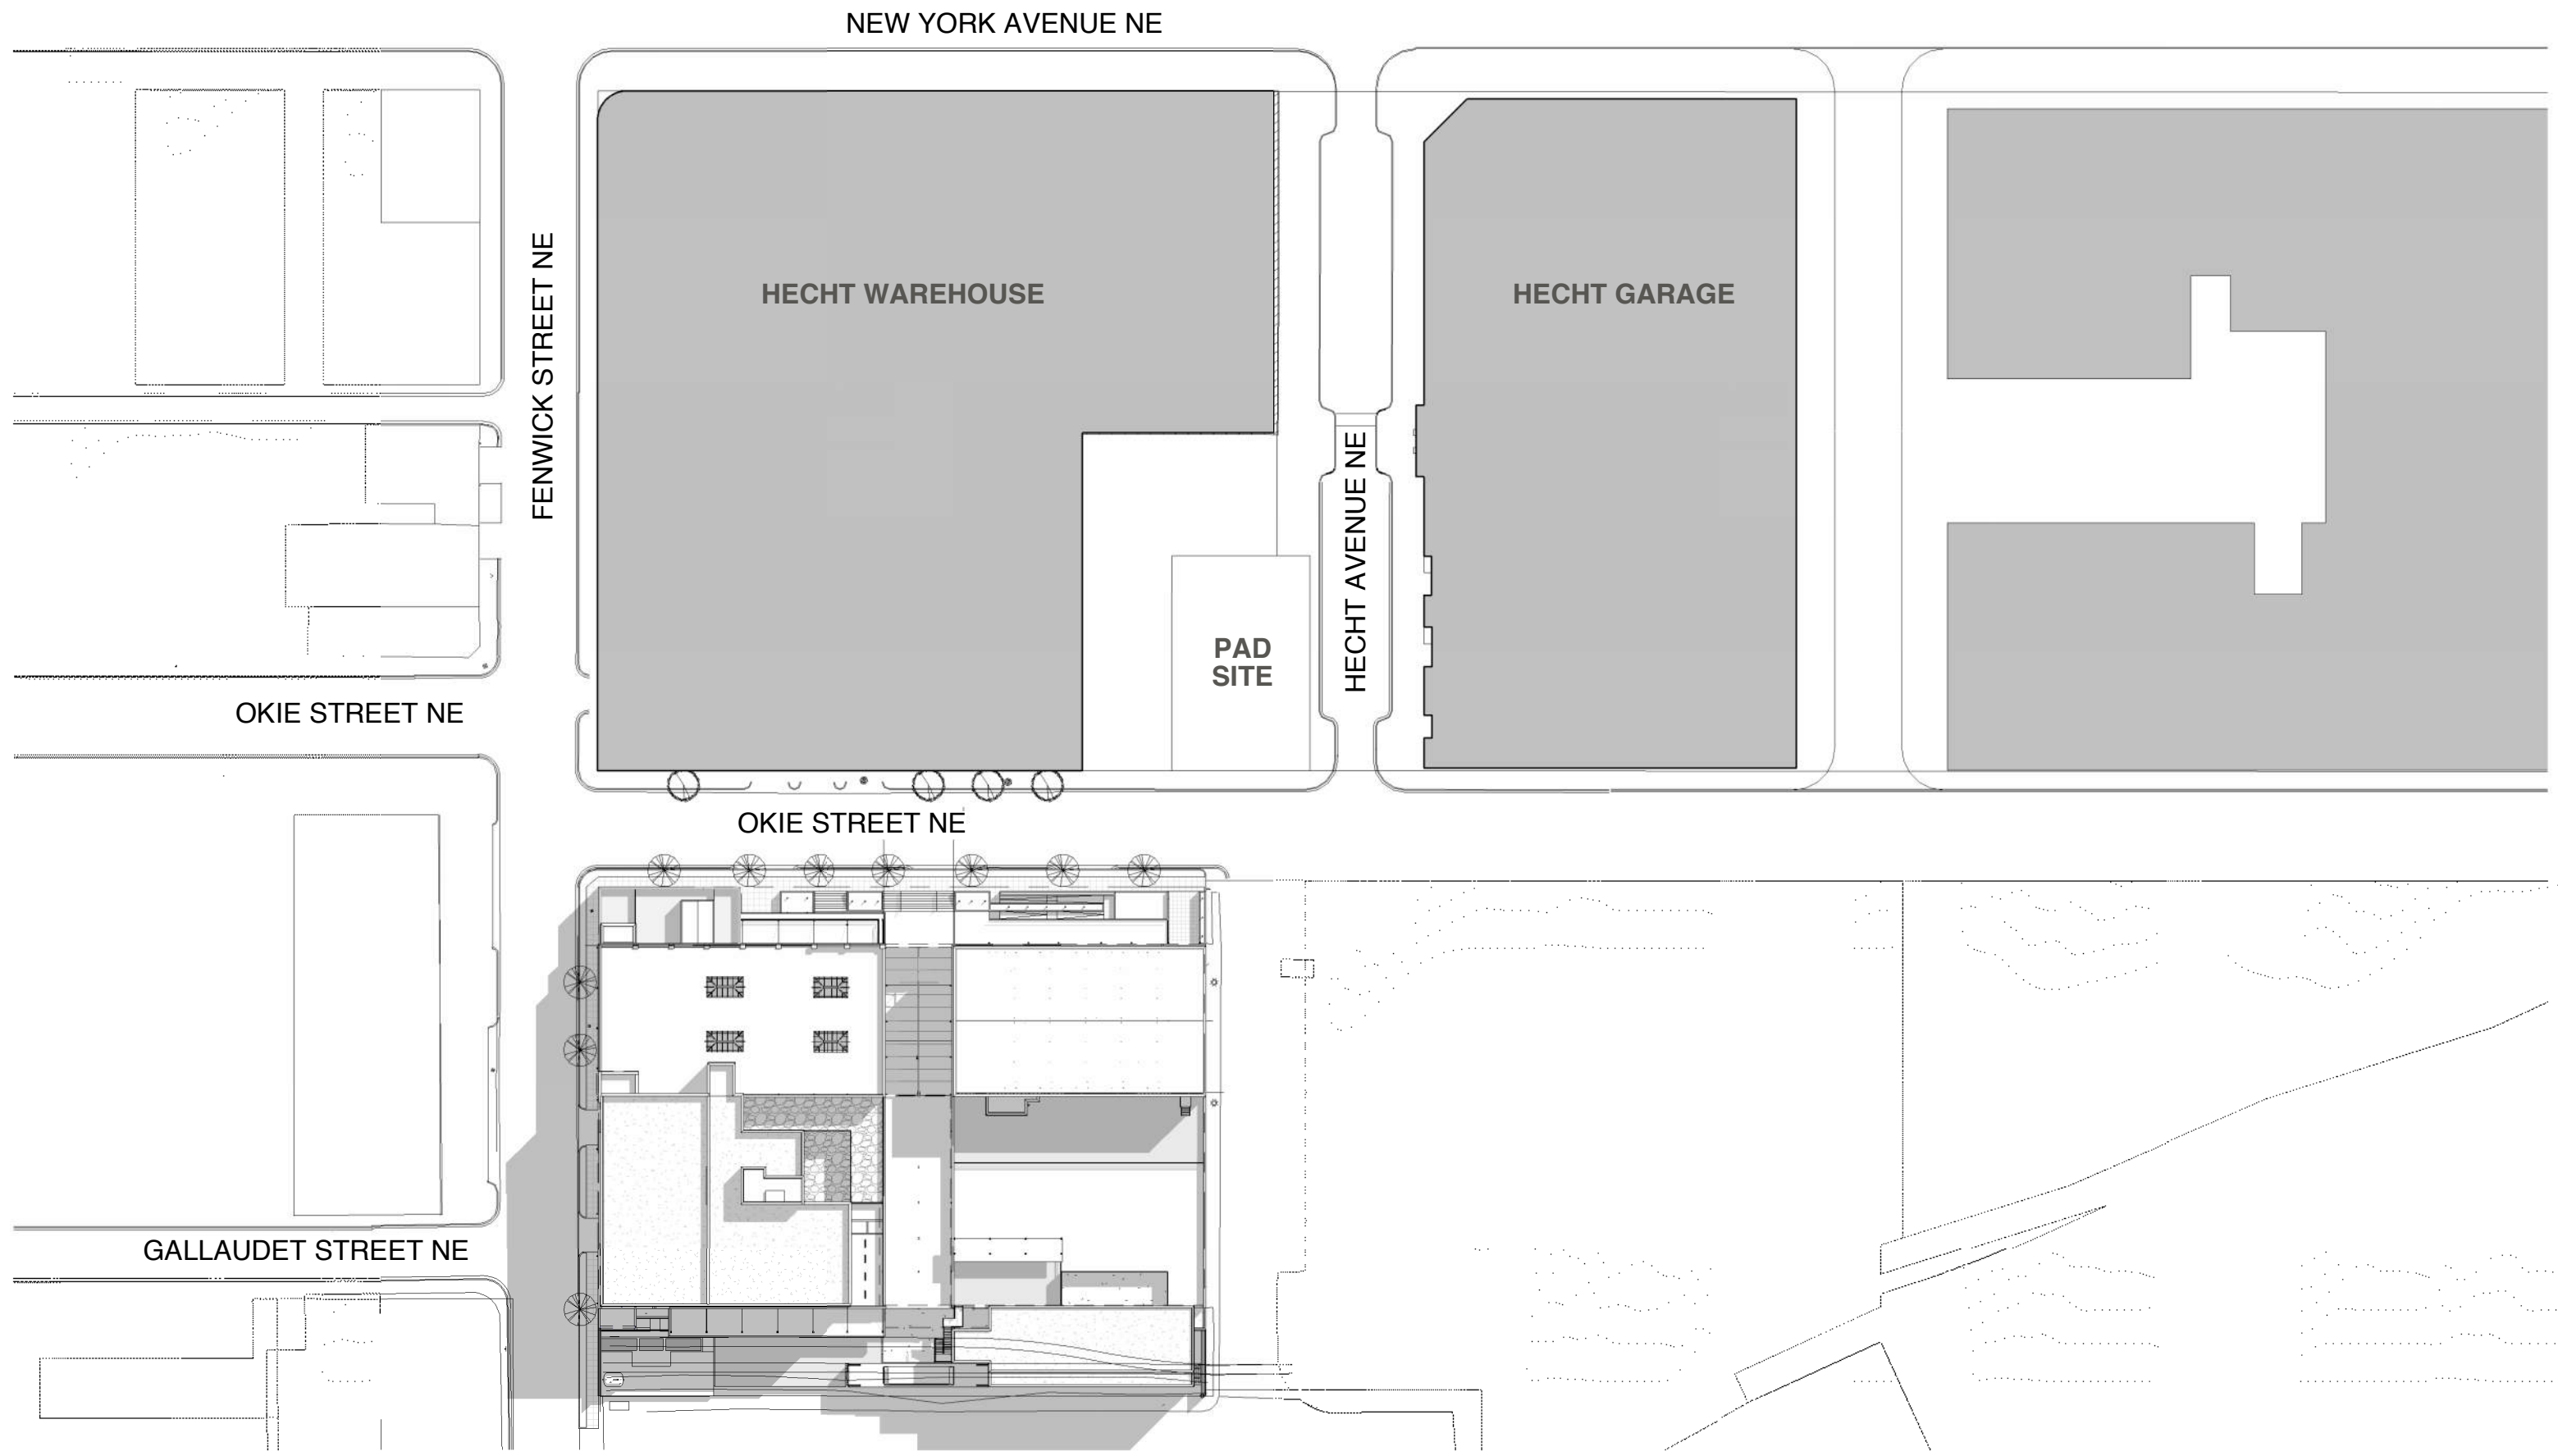 NEW YORK AVENUE NE
FENWICK STREET NE
HECHT WAREHOUSE
HECHT GARAGE
HECHT AVENUE NE
PAD
SITE
OKIE STREET NE
OKIE STREET NE
GALLAUDET STREET NE